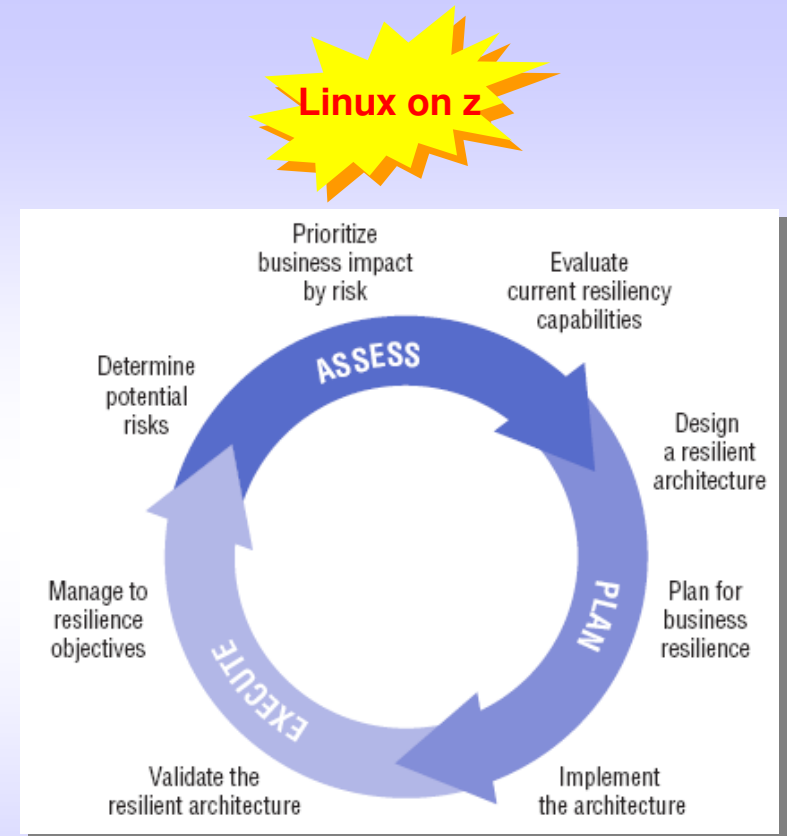 Linux on z
Prioritize
business impact
by risk
Evaluate
current resiliency
capabilities
Determine
potential
risks
ASSESS
Design
a resilient
architecture
PLAN
Plan for
business
resilience
Manage to
resilience
objectives
EXECUTE
Validate the
resilient architecture
Implement
the architecture